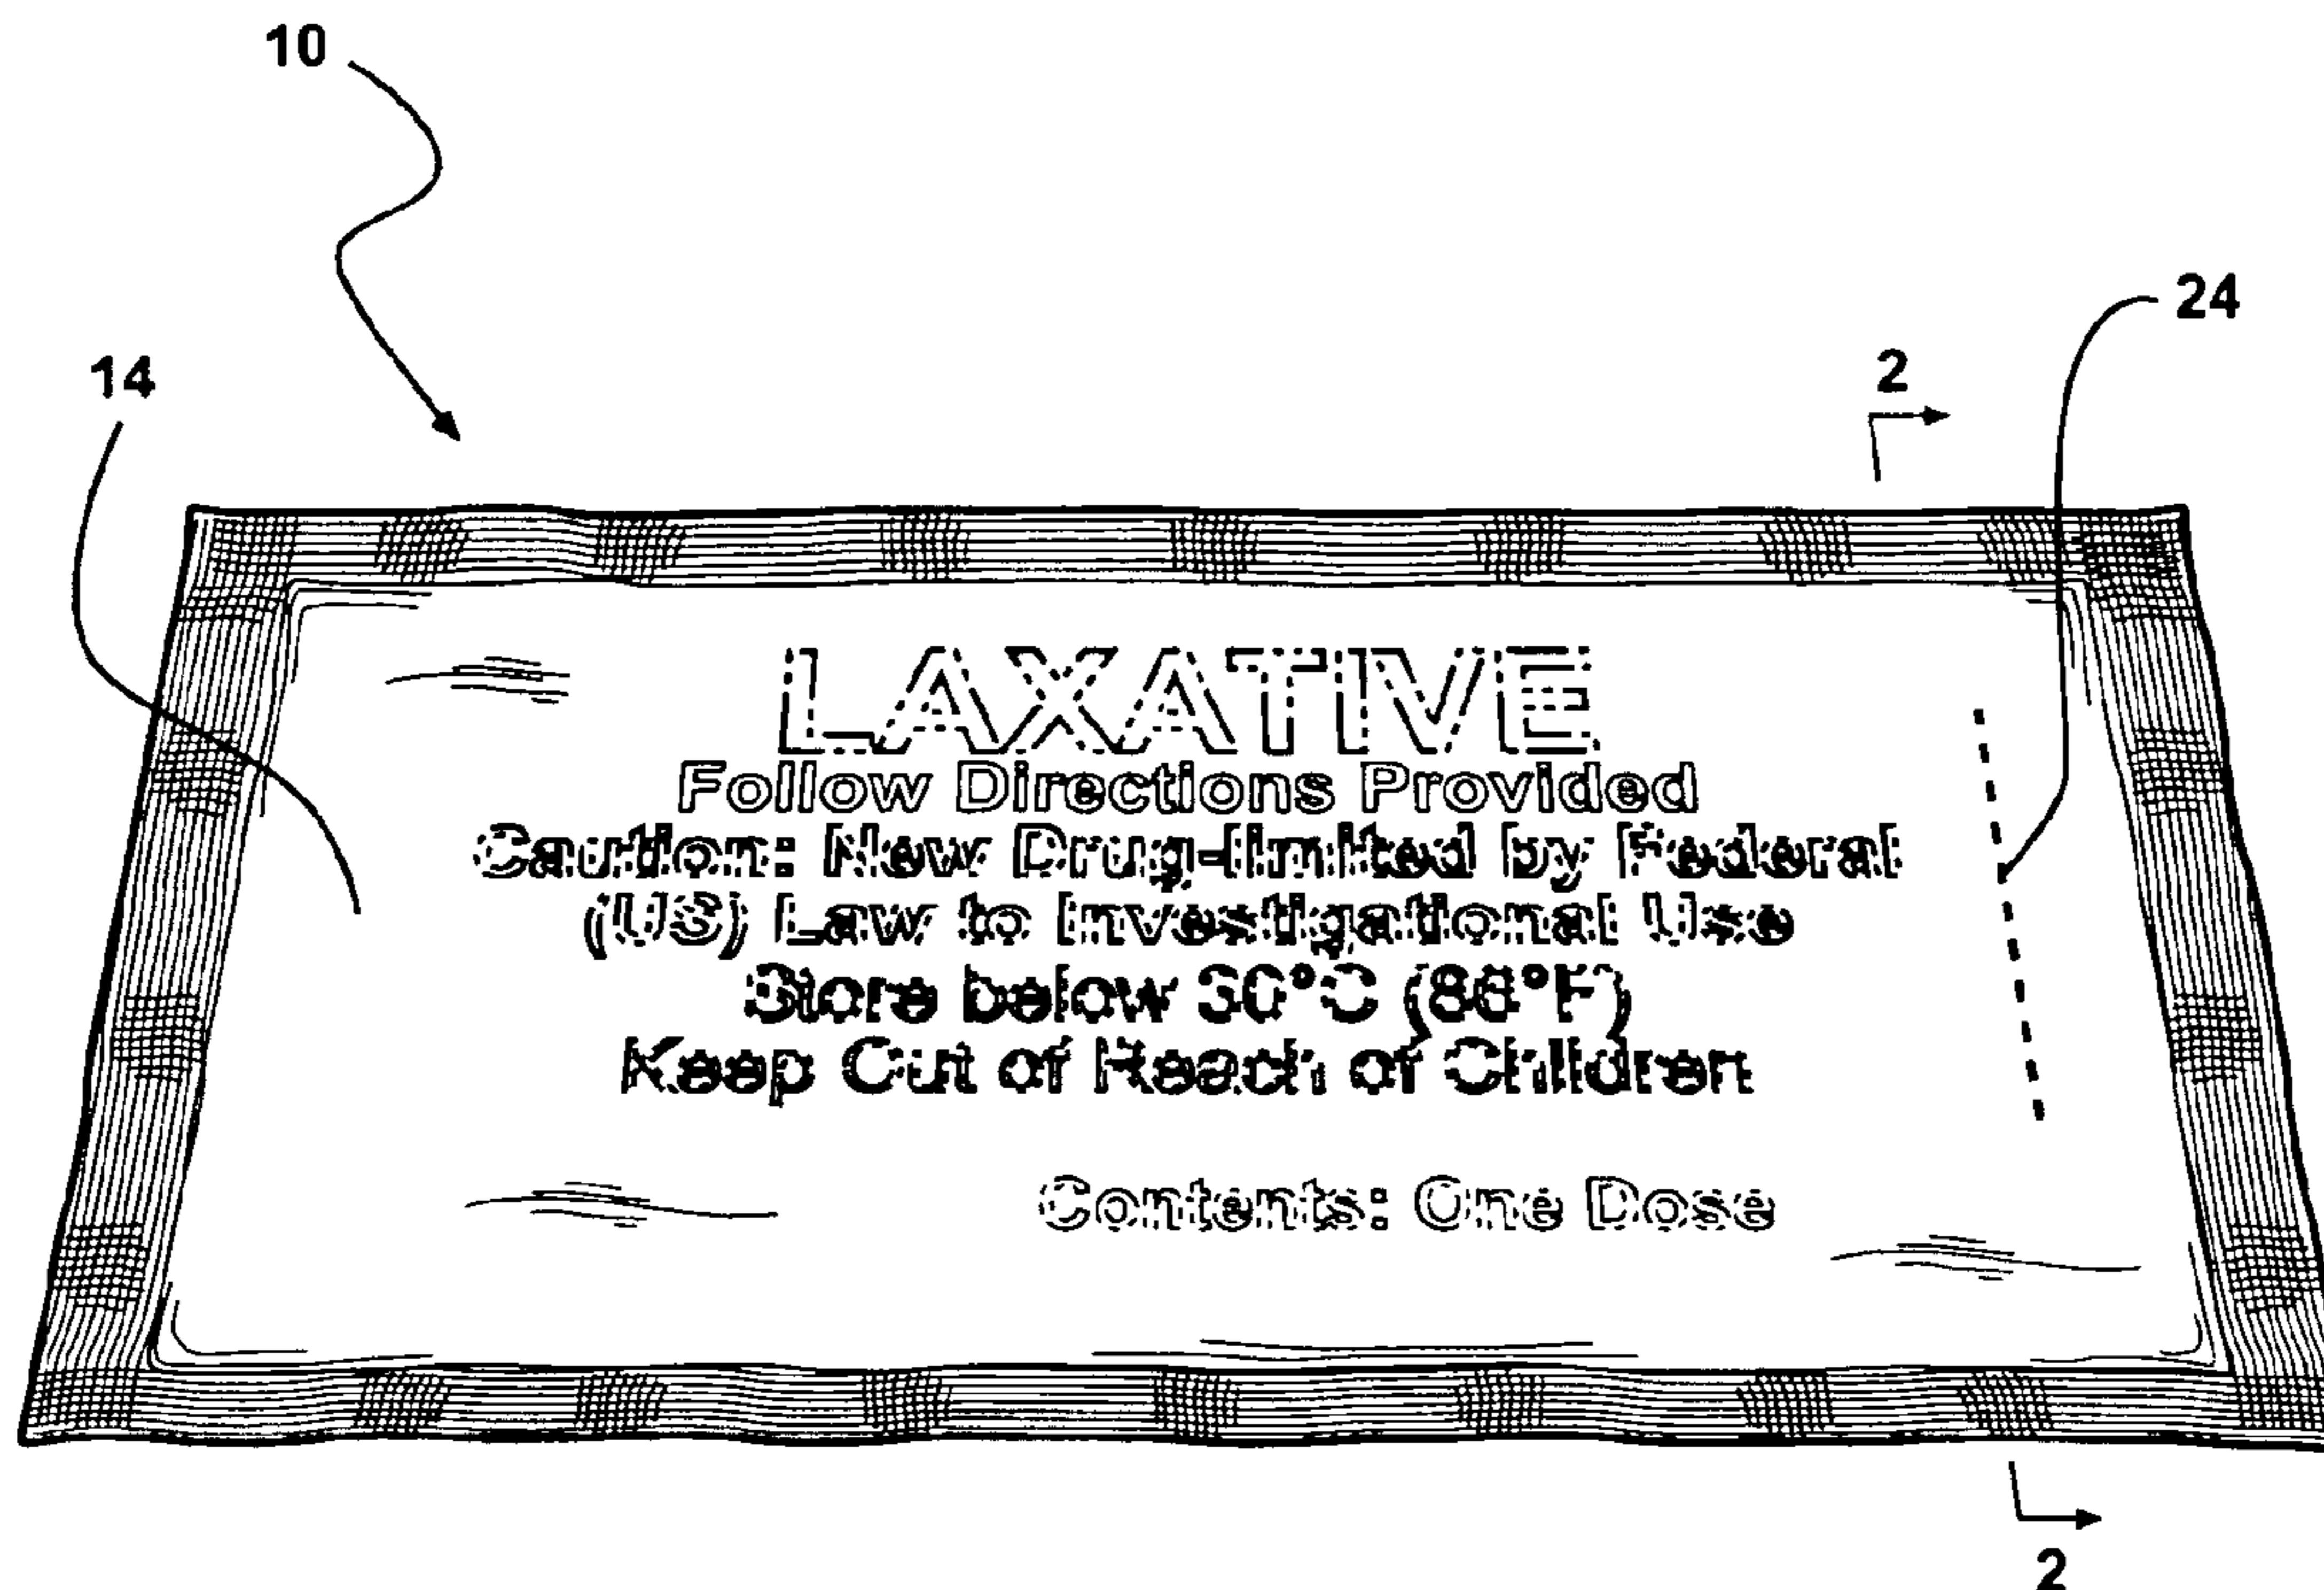 10
24
2
14
LAXATIVE
Follow Directions Provided
Caution: New Drug-limited by Federal
(US) Law to Investigational Use
Store below 30°C (86°F)
Keep Out of Reach of Children
Contents: One Dose
2